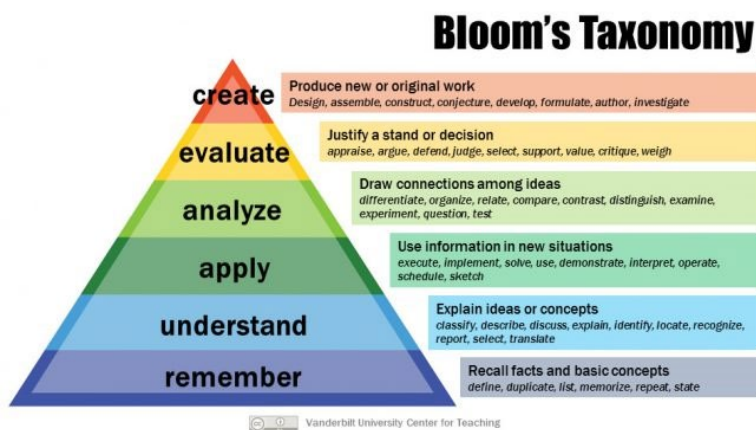 Bloom's Taxonomy
create
Produce new or original work
Design, assemble, construct, conjecture, develop, formulate, author, investigate
evaluate
Justify a stand or decision
appraise, argue, defend, judge, select, support, value, critique, weigh
analyze
Draw connections among ideas
differentiate, organize, relate, compare, contrast, distinguish, examine,
experiment, question, test
apply
Use information in new situations
execute, implement, solve, use, demonstrate, interpret, operate,
schedule, sketch
understand
Explain ideas or concepts
classify, describe, discuss, explain, identify, locate, recognize,
report, select, translate
remember
Recall facts and basic concepts
define, duplicate, list, memorize, repeat, state
Vanderbilt University Center for Teaching